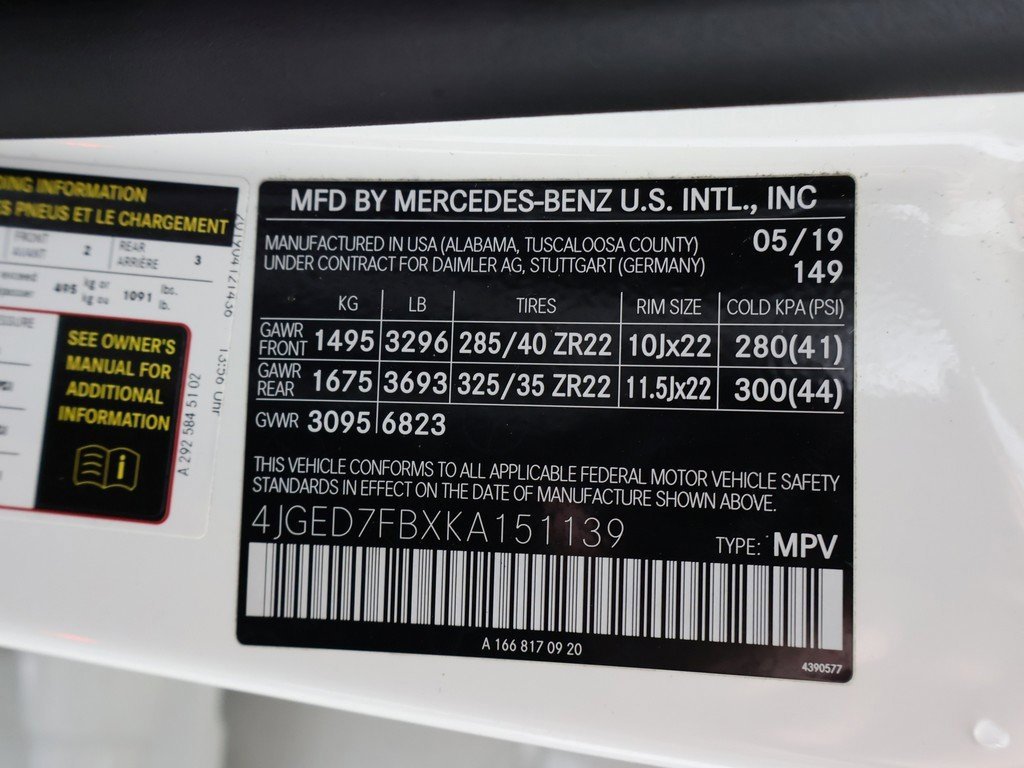 DING INFORMATION
S PNEUS ET LE CHARGEMENT
FRONT
AVANT
2
REAR
ARRIÈRE
3
exceed
495
kg or
kg ou
1091
lbs.
lb.
SEE OWNER'S
MANUAL FOR
ADDITIONAL
INFORMATION
A 292 584 51 02
MFD BY MERCEDES-BENZ U.S. INTL., INC
MANUFACTURED IN USA (ALABAMA, TUSCALOOSA COUNTY) 05/19
UNDER CONTRACT FOR DAIMLER AG, STUTTGART (GERMANY) 149
KG LB TIRES RIM SIZE COLD KPA (PSI)
GAWR FRONT 1495 3296 285/40 ZR22 10Jx22 280(41)
GAWR REAR 1675 3693 325/35 ZR22 11.5Jx22 300(44)
GVWR 3095 6823
THIS VEHICLE CONFORMS TO ALL APPLICABLE FEDERAL MOTOR VEHICLE SAFETY
STANDARDS IN EFFECT ON THE DATE OF MANUFACTURE SHOWN ABOVE.
4JGED7FBXKA151139 TYPE: MPV
A 166 817 09 20
4390577